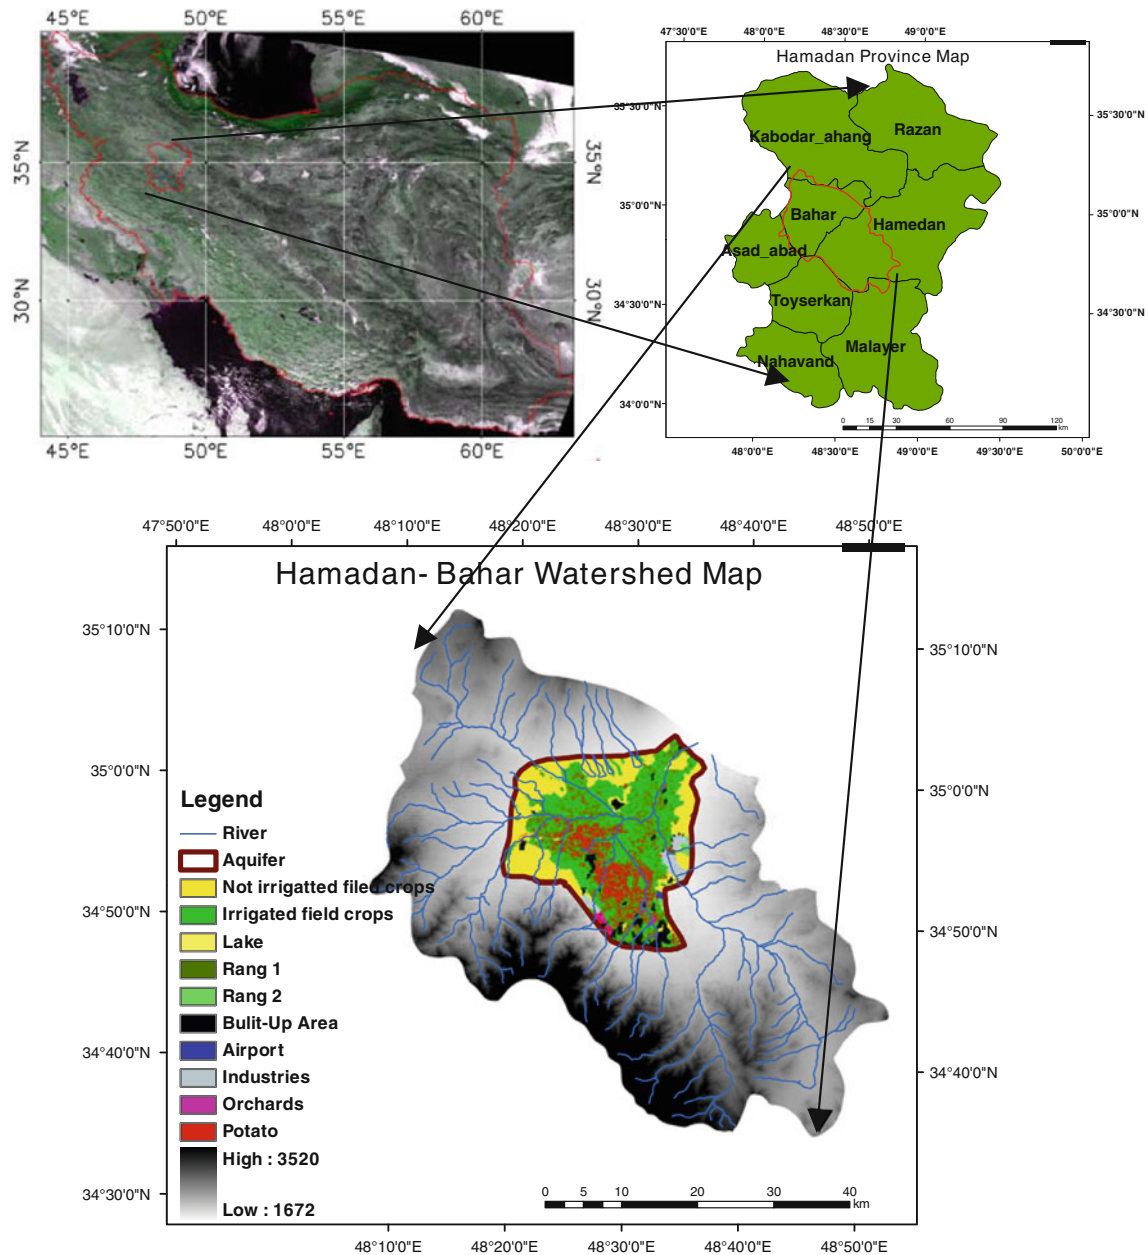 45°E 50°E 55°E 60°E
35°N
30°N
35°N
30°N
45°E 50°E 55°E 60°E
47°50'0"E 48°0'0"E 48°30'0"E 49°0'0"E
Hamadan Province Map
35°30'0"N
35°0'0"N
34°30'0"N
34°0'0"N
35°30'0"N
35°0'0"N
34°30'0"N
Kabodar_ahang
Razan
Bahar
Hamedan
Asad_abad
Toyserkan
Malayer
Nahavand
0 15 30 60 90 120
km
48°0'0"E 48°30'0"E 49°0'0"E 49°30'0"E 50°0'0"E
47°50'0"E 48°0'0"E 48°10'0"E 48°20'0"E 48°30'0"E 48°40'0"E 48°50'0"E
Hamadan- Bahar Watershed Map
35°10'0"N
35°0'0"N
34°50'0"N
34°40'0"N
34°30'0"N
35°10'0"N
35°0'0"N
34°50'0"N
34°40'0"N
Legend
River
Aquifer
Not irrigatted filed crops
Irrigated field crops
Lake
Rang 1
Rang 2
Bulit-Up Area
Airport
Industries
Orchards
Potato
High : 3520
Low : 1672
0 5 10 20 30 40
km
48°10'0"E 48°20'0"E 48°30'0"E 48°40'0"E 48°50'0"E